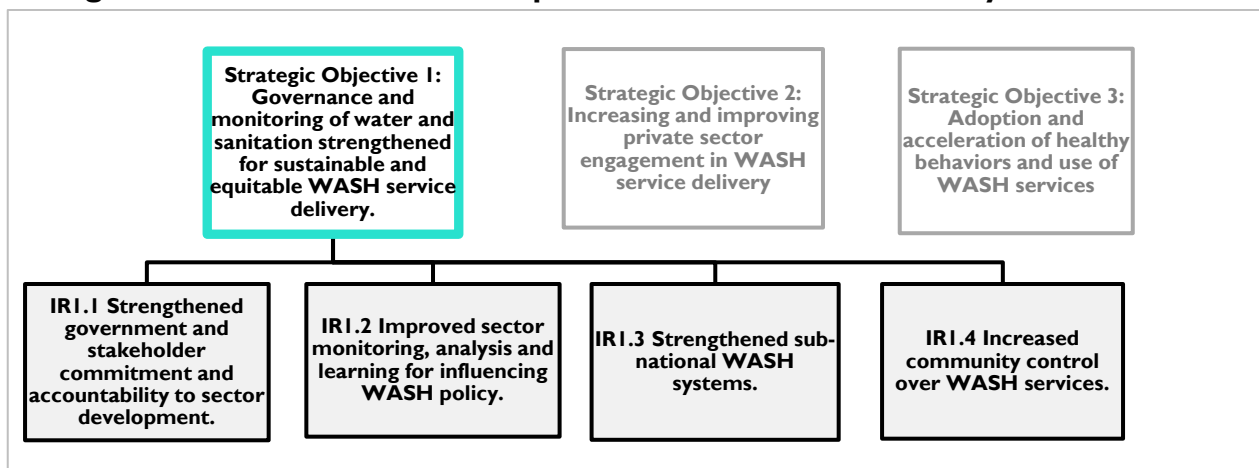 Strategic Objective 1:
Governance and
monitoring of water and
sanitation strengthened
for sustainable and
equitable WASH service
delivery.
Strategic Objective 2:
Increasing and improving
private sector
engagement in WASH
service delivery
Strategic Objective 3:
Adoption and
acceleration of healthy
behaviors and use of
WASH services
IR1.1 Strengthened
government and
stakeholder
commitment and
accountability to sector
development.
IR1.2 Improved sector
monitoring, analysis and
learning for influencing
WASH policy.
IR1.3 Strengthened sub-
national WASH
systems.
IR1.4 Increased
community control
over WASH services.